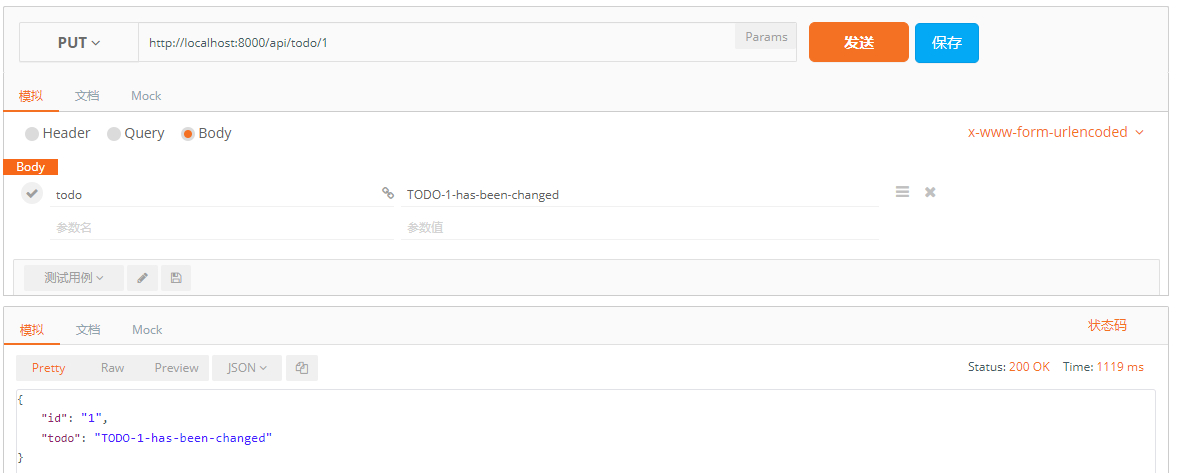 PUT http://localhost:8000/api/todo/1 Params 发送 保存
模拟 文档 Mock
Header Query Body x-www-form-urlencoded
Body
todo TODO-1-has-been-changed
参数名 参数值
测试用例
模拟 文档 Mock 状态码
Pretty Raw Preview JSON Status: 200 OK Time: 1119 ms
{
"id": "1",
"todo": "TODO-1-has-been-changed"
}